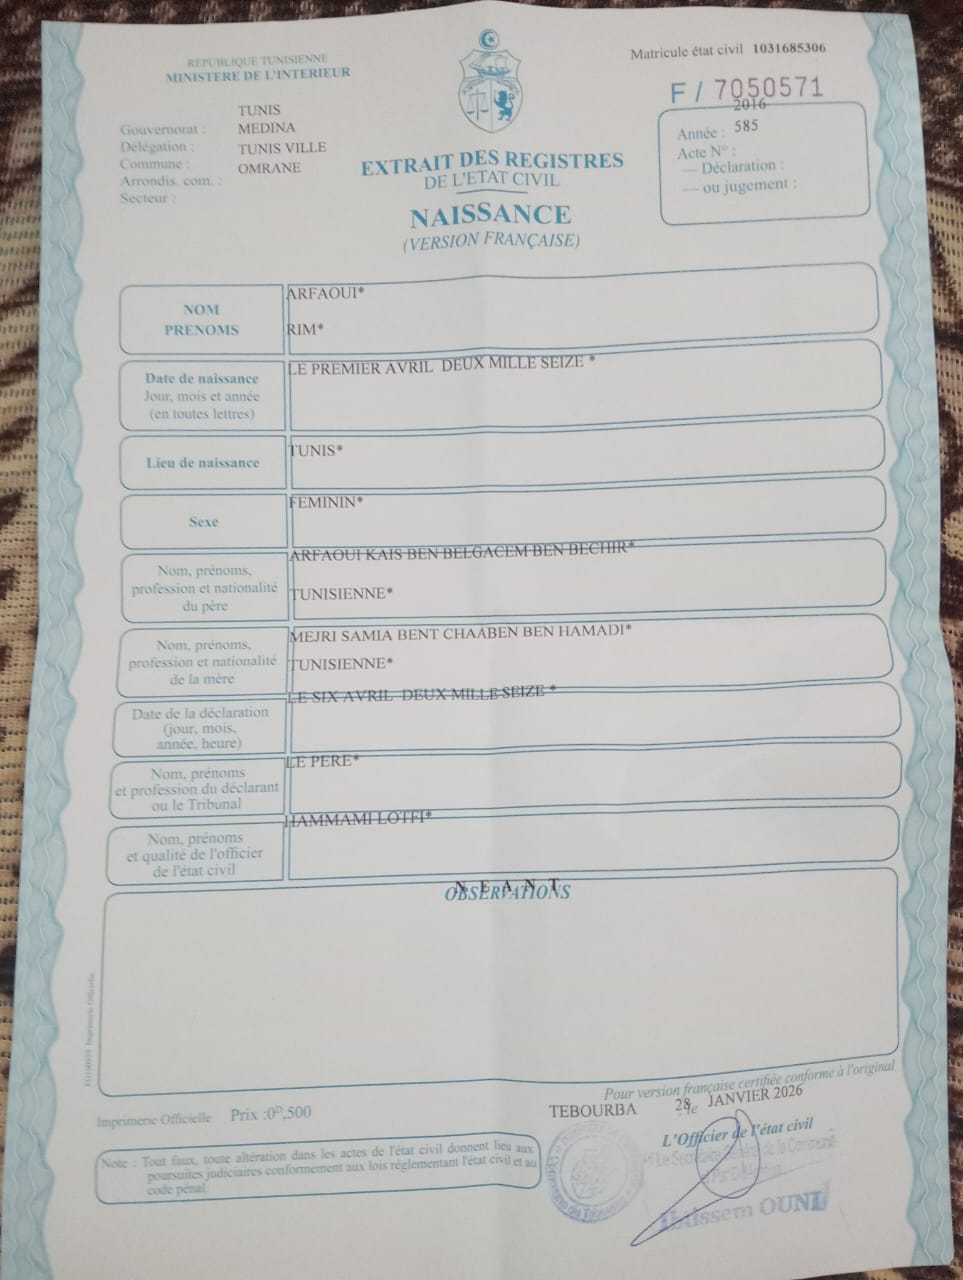 REPUBLIQUE TUNISIENNE
MINISTERE DE L'INTERIEUR
Matricule état civil 1031685306
F / 7050571
TUNIS
Gouvernorat : MEDINA
Délégation : TUNIS VILLE
Commune : OMRANE
Arrondis. com. :
Secteur :
2016
Année : 585
Acte N° :
— Déclaration :
— ou jugement :
EXTRAIT DES REGISTRES
DE L'ETAT CIVIL
NAISSANCE
(VERSION FRANÇAISE)
NOM
PRENOMS
ARFAOUI*
RIM*
Date de naissance
Jour, mois et année
(en toutes lettres)
LE PREMIER AVRIL DEUX MILLE SEIZE *
Lieu de naissance
TUNIS*
Sexe
FEMININ*
Nom, prénoms,
profession et nationalité
du père
ARFAOUI KAIS BEN BELGACEM BEN BECHIR*
TUNISIENNE*
Nom, prénoms,
profession et nationalité
de la mère
MEJRI SAMIA BENT CHAABEN BEN HAMADI*
TUNISIENNE*
Date de la déclaration
(jour, mois,
année, heure)
LE SIX AVRIL DEUX MILLE SEIZE *
Nom, prénoms
et profession du déclarant
ou le Tribunal
LE PERE*
Nom, prénoms
et qualité de l'officier
de l'état civil
HAMMAMI LOTFI*
OBSERVATIONS
N E A N T
Imprimerie Officielle Prix :0ᴰ,500
Pour version française certifiée conforme à l'original
TEBOURBA le 28 JANVIER 2026
L'Officier de l'état civil
Le Secrétaire Général de la Commune
Ibtissem OUNI
Note : Tout faux, toute altération dans les actes de l'état civil donnent lieu aux
poursuites judiciaires conformement aux lois réglementant l'état civil et au
code pénal.